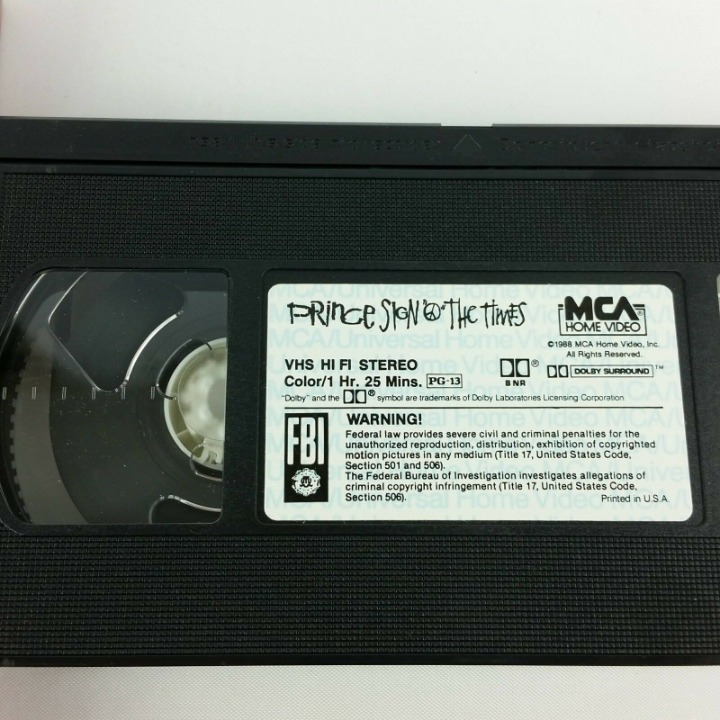 PRINCE SIGN "☮" THE TIMES
MCA
HOME VIDEO
©1988 MCA Home Video, Inc.
All Rights Reserved.
VHS HI FI STEREO
Color/1 Hr. 25 Mins. PG-13
®
B NR
DOLBY SURROUND ™
"Dolby" and the ® symbol are trademarks of Dolby Laboratories Licensing Corporation.
FBI
WARNING!
Federal law provides severe civil and criminal penalties for the
unauthorized reproduction, distribution, exhibition of copyrighted
motion pictures in any medium (Title 17, United States Code,
Section 501 and 506).
The Federal Bureau of Investigation investigates allegations of
criminal copyright infringement (Title 17, United States Code,
Section 506).
Printed in U.S.A.